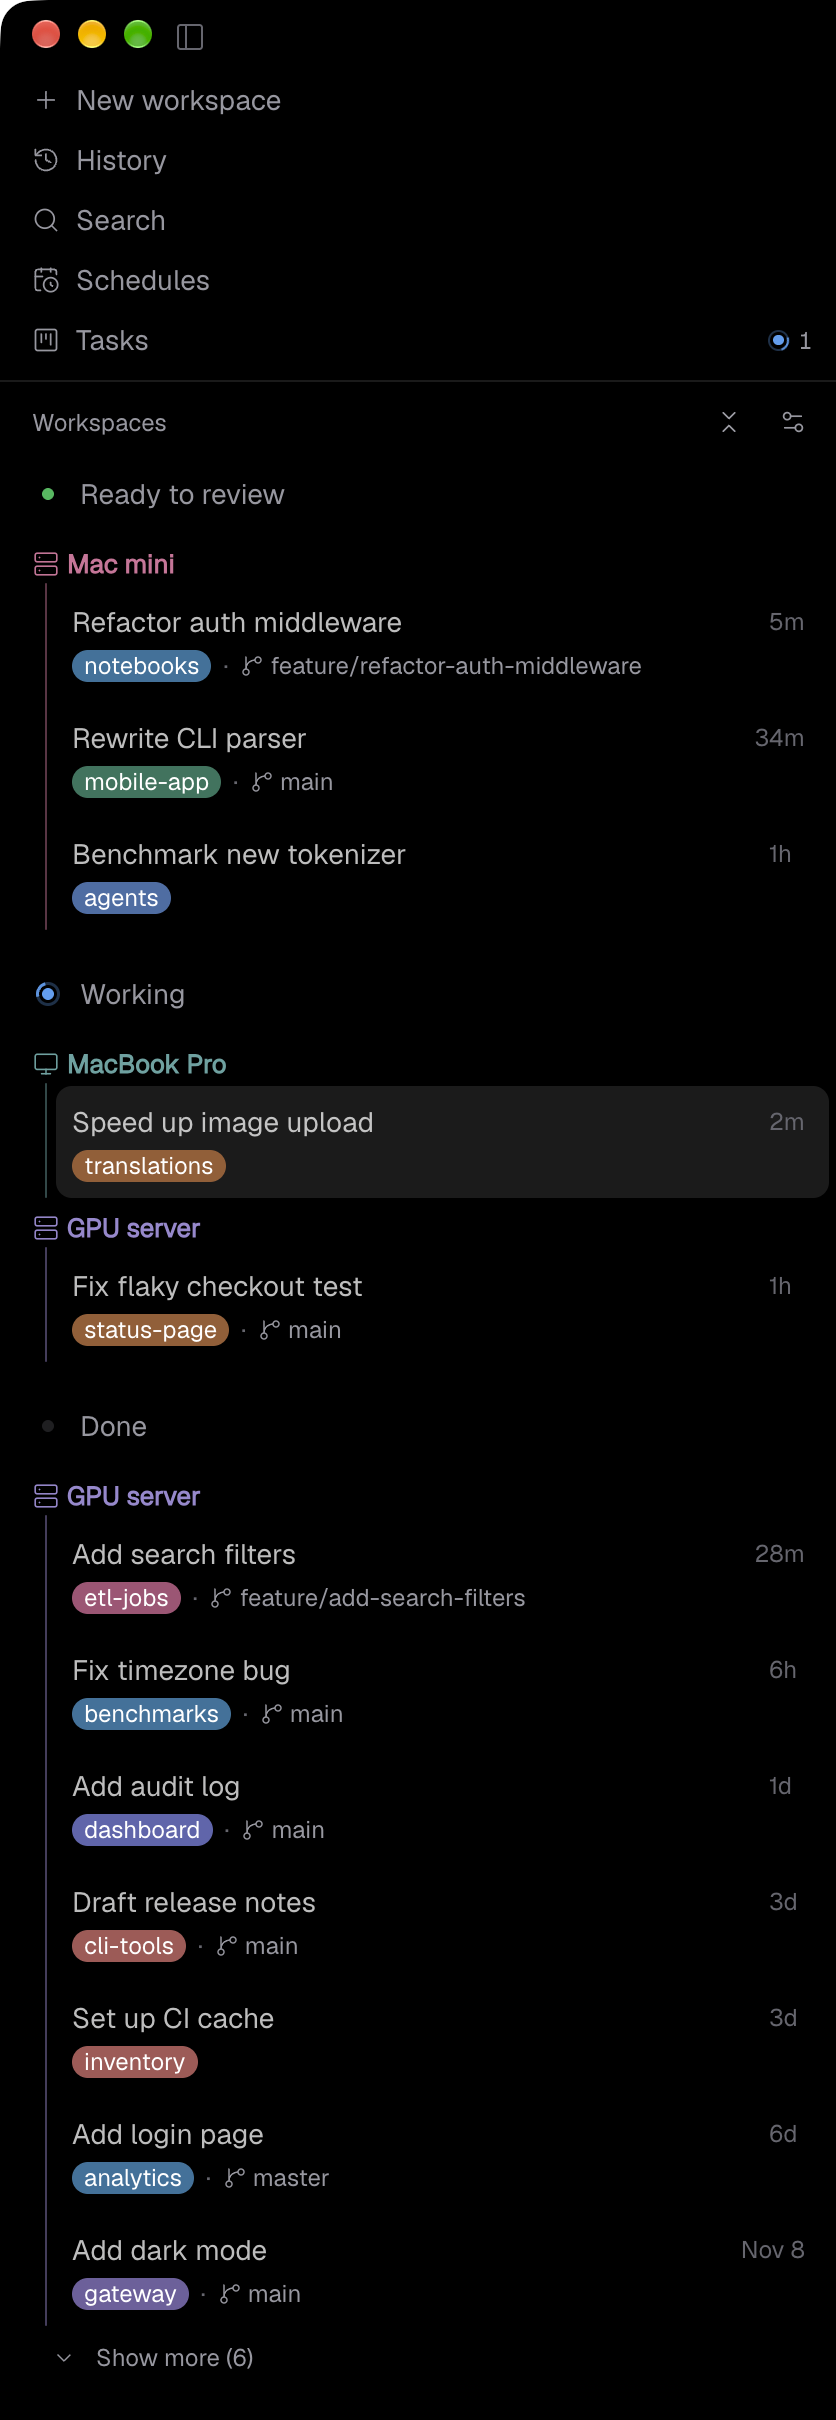 New workspace
History
Search
Schedules
Tasks 1
Workspaces
Ready to review
Mac mini
Refactor auth middleware 5m
notebooks · feature/refactor-auth-middleware
Rewrite CLI parser 34m
mobile-app · main
Benchmark new tokenizer 1h
agents
Working
MacBook Pro
Speed up image upload 2m
translations
GPU server
Fix flaky checkout test 1h
status-page · main
Done
GPU server
Add search filters 28m
etl-jobs · feature/add-search-filters
Fix timezone bug 6h
benchmarks · main
Add audit log 1d
dashboard · main
Draft release notes 3d
cli-tools · main
Set up CI cache 3d
inventory
Add login page 6d
analytics · master
Add dark mode Nov 8
gateway · main
Show more (6)